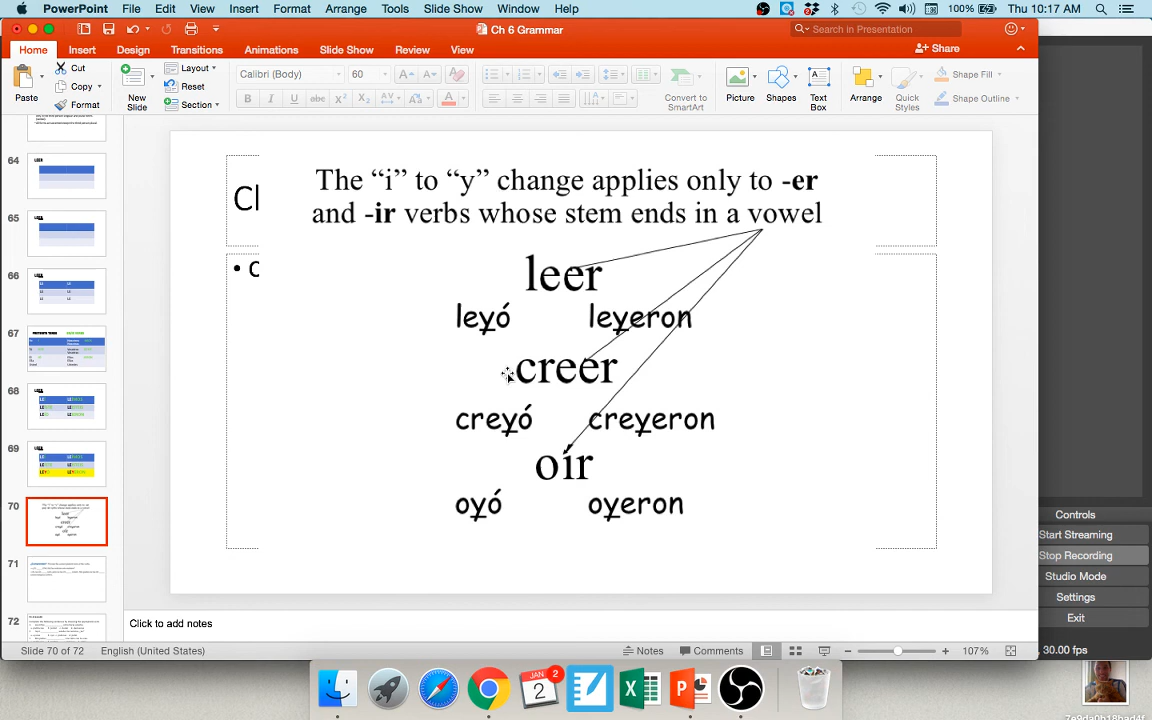 PowerPoint File Edit View Insert Format Arrange Tools Slide Show Window Help 100% Thu 10:17 AM
Ch 6 Grammar
Search in Presentation
Home Insert Design Transitions Animations Slide Show Review View Share
Paste
Cut
Copy
Format
New Slide
Layout
Reset
Section
Calibri (Body) 60
Convert to SmartArt
Picture
Shapes
Text Box
Arrange
Quick Styles
Shape Fill
Shape Outline
64
65
66
67
68
69
70
71
72
Cl
The “i” to “y” change applies only to -er
and -ir verbs whose stem ends in a vowel
leer
leyó leyeron
creer
creyó creyeron
oír
oyó oyeron
Click to add notes
Slide 70 of 72 English (United States) Notes Comments 107%
Controls
Start Streaming
Stop Recording
Studio Mode
Settings
Exit
30.00 fps
JAN 2
2